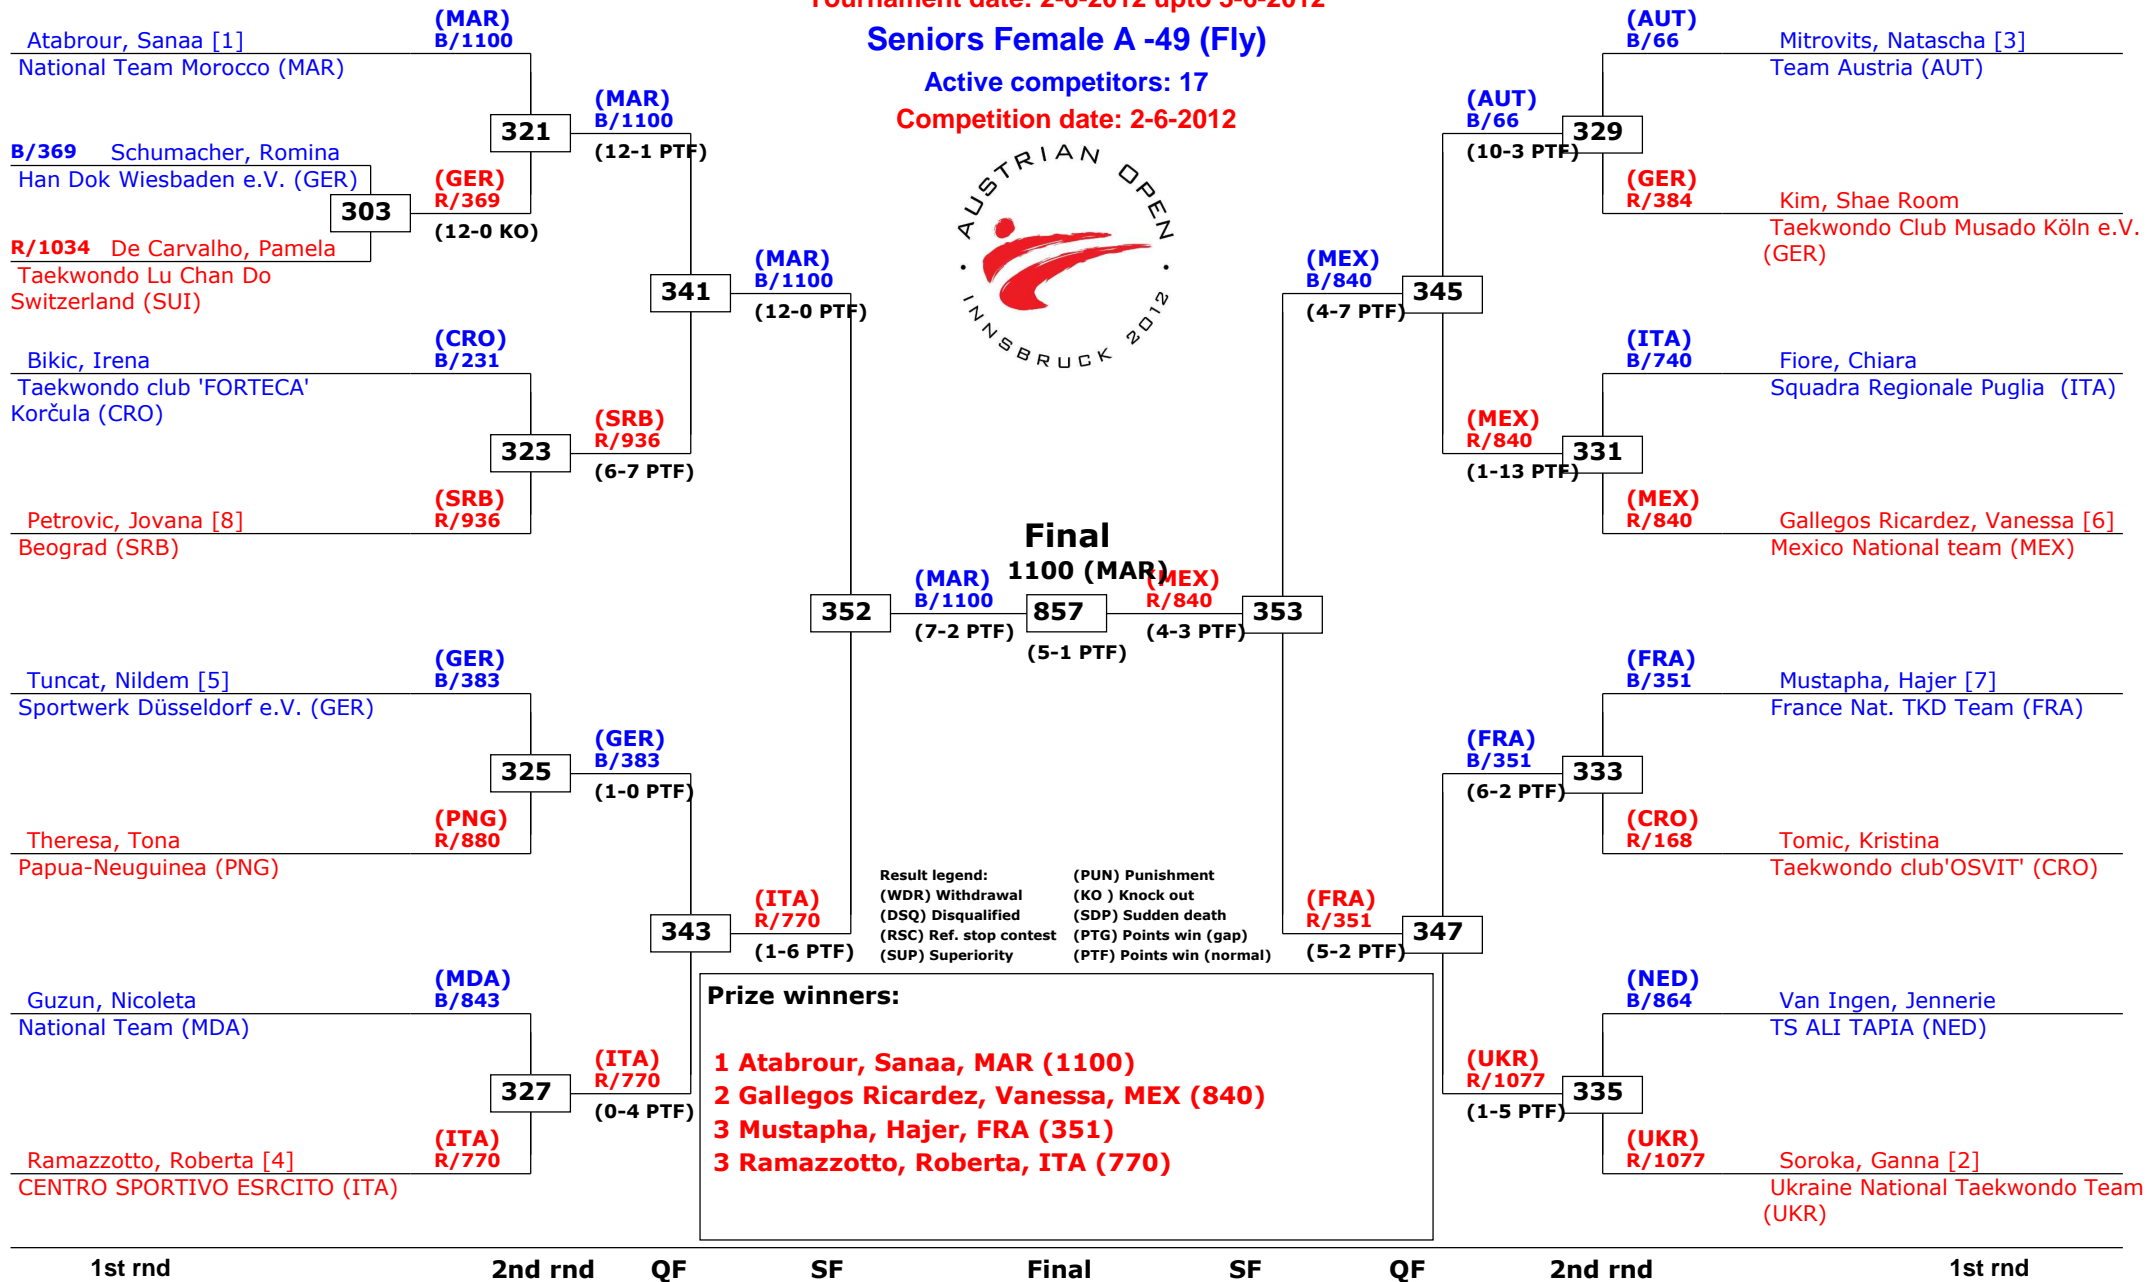 Tournament date: 2-6-2012 upto 3-6-2012
Seniors Female A -49 (Fly)
Active competitors: 17
Competition date: 2-6-2012
AUSTRIAN OPEN
· INNSBRUCK 2012 ·
(MAR)
Atabrour, Sanaa [1] B/1100
National Team Morocco (MAR)
(MAR)
B/1100
321
(12-1 PTF)
B/369 Schumacher, Romina
Han Dok Wiesbaden e.V. (GER)
(GER)
R/369
303
(12-0 KO)
R/1034 De Carvalho, Pamela
Taekwondo Lu Chan Do
Switzerland (SUI)
(MAR)
B/1100
341
(12-0 PTF)
(CRO)
Bikic, Irena B/231
Taekwondo club 'FORTECA'
Korčula (CRO)
(SRB)
R/936
323
(6-7 PTF)
(SRB)
Petrovic, Jovana [8] R/936
Beograd (SRB)
Final
1100 (MAR)
(MAR)
B/1100
352
(7-2 PTF)
857
(5-1 PTF)
(MEX)
R/840
353
(4-3 PTF)
(GER)
Tuncat, Nildem [5] B/383
Sportwerk Düsseldorf e.V. (GER)
(GER)
B/383
325
(1-0 PTF)
(PNG)
Theresa, Tona R/880
Papua-Neuguinea (PNG)
(ITA)
R/770
343
(1-6 PTF)
(MDA)
Guzun, Nicoleta B/843
National Team (MDA)
(ITA)
R/770
327
(0-4 PTF)
(ITA)
Ramazzotto, Roberta [4] R/770
CENTRO SPORTIVO ESRCITO (ITA)
(AUT)
B/66 Mitrovits, Natascha [3]
Team Austria (AUT)
(AUT)
B/66
329
(10-3 PTF)
(GER)
R/384 Kim, Shae Room
Taekwondo Club Musado Köln e.V.
(GER)
(MEX)
B/840
345
(4-7 PTF)
(ITA)
B/740 Fiore, Chiara
Squadra Regionale Puglia (ITA)
(MEX)
R/840
331
(1-13 PTF)
(MEX)
R/840 Gallegos Ricardez, Vanessa [6]
Mexico National team (MEX)
(FRA)
B/351 Mustapha, Hajer [7]
France Nat. TKD Team (FRA)
(FRA)
B/351
333
(6-2 PTF)
(CRO)
R/168 Tomic, Kristina
Taekwondo club'OSVIT' (CRO)
(FRA)
R/351
347
(5-2 PTF)
(NED)
B/864 Van Ingen, Jennerie
TS ALI TAPIA (NED)
(UKR)
R/1077
335
(1-5 PTF)
(UKR)
R/1077 Soroka, Ganna [2]
Ukraine National Taekwondo Team
(UKR)
Result legend: (PUN) Punishment
(WDR) Withdrawal (KO ) Knock out
(DSQ) Disqualified (SDP) Sudden death
(RSC) Ref. stop contest (PTG) Points win (gap)
(SUP) Superiority (PTF) Points win (normal)
Prize winners:
1 Atabrour, Sanaa, MAR (1100)
2 Gallegos Ricardez, Vanessa, MEX (840)
3 Mustapha, Hajer, FRA (351)
3 Ramazzotto, Roberta, ITA (770)
1st rnd 2nd rnd QF SF Final SF QF 2nd rnd 1st rnd